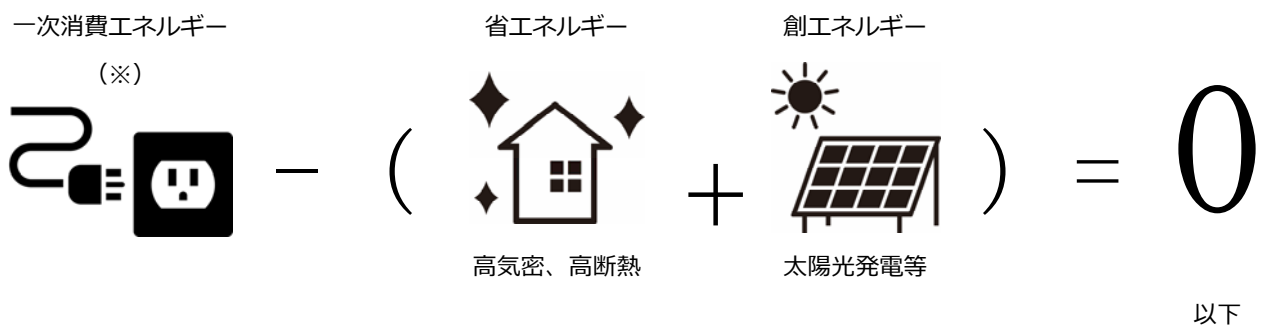 一次消費エネルギー
（※）
省エネルギー
創エネルギー
－ （ ＋ ） ＝ 0
高気密、高断熱
太陽光発電等
以下